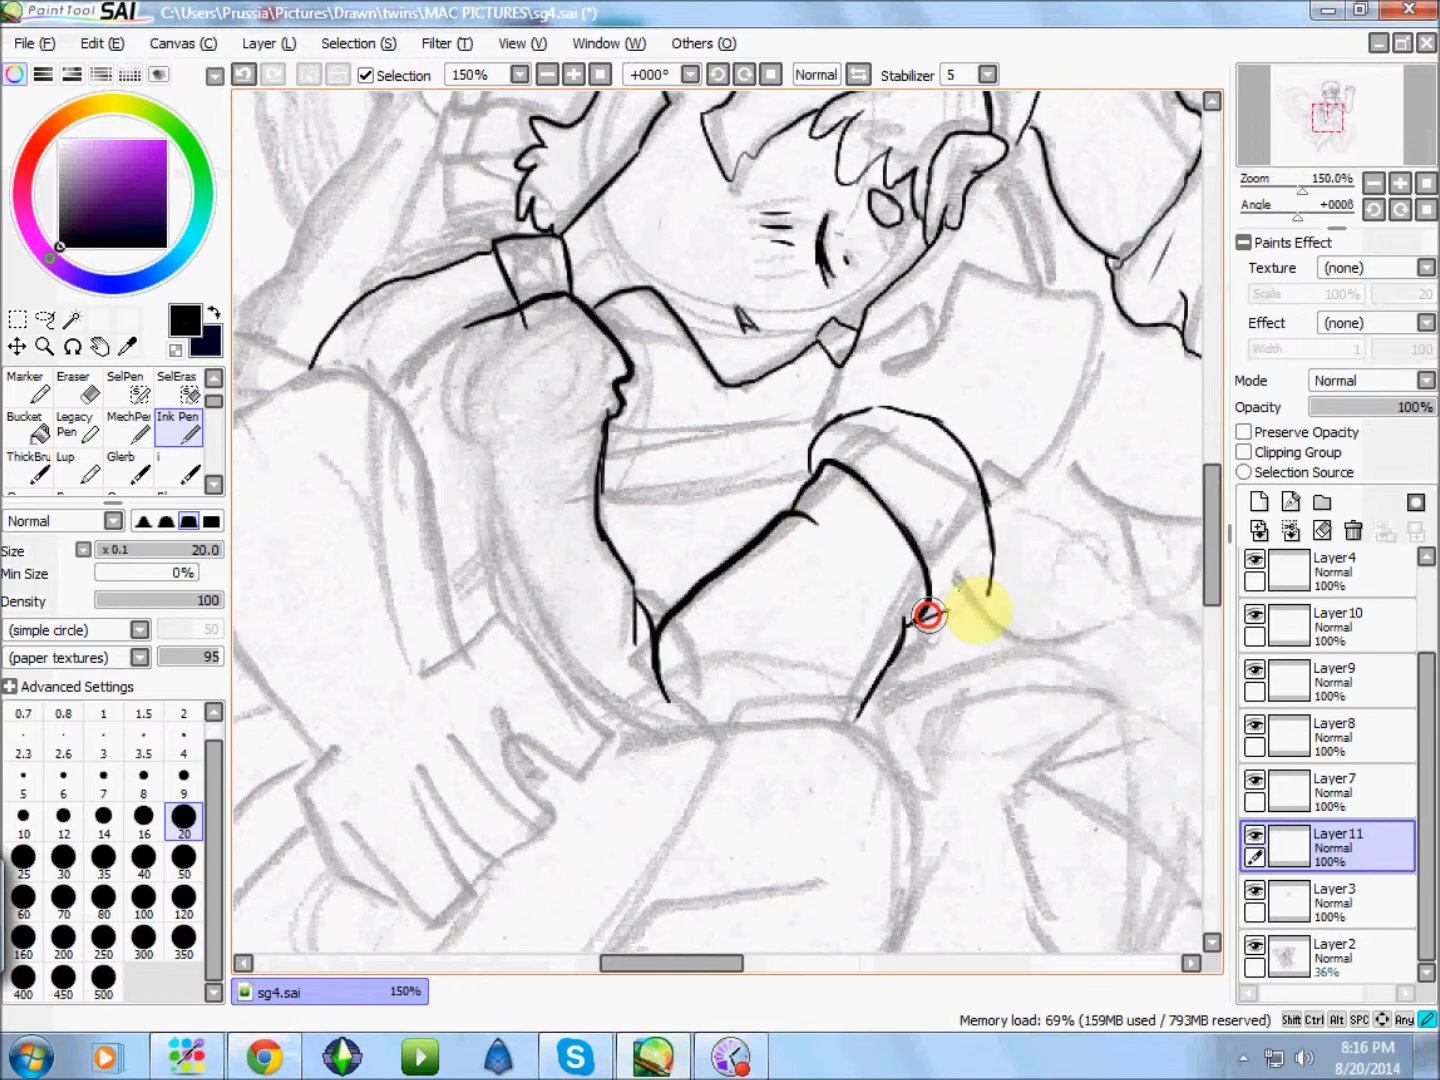 PaintTool SAI C:\Users\Prussia\Pictures\Drawn\twins\MAC PICTURES\sg4.sai (*)
File (F) Edit (E) Canvas (C) Layer (L) Selection (S) Filter (T) View (V) Window (W) Others (O)
Selection 150% +000° Normal Stabilizer 5
Zoom 150.0%
Angle +000ß
Paints Effect
Texture (none)
Scale 100% 20
Effect (none)
Width 1 100
Mode Normal
Opacity 100%
Preserve Opacity
Clipping Group
Selection Source
Marker Eraser SelPen SelEras
Bucket Legacy Pen MechPen Ink Pen
ThickBru Lup Glerb i
Normal
Size x 0.1 20.0
Min Size 0%
Density 100
(simple circle) 50
(paper textures) 95
Advanced Settings
0.7 0.8 1 1.5 2
2.3 2.6 3 3.5 4
5 6 7 8 9
10 12 14 16 20
25 30 35 40 50
60 70 80 100 120
160 200 250 300 350
400 450 500
Layer4
Normal
100%
Layer10
Normal
100%
Layer9
Normal
100%
Layer8
Normal
100%
Layer7
Normal
100%
Layer11
Normal
100%
Layer3
Normal
100%
Layer2
Normal
36%
sg4.sai 150%
Memory load: 69% (159MB used / 793MB reserved) Shift Ctrl Alt SPC Any
8:16 PM
8/20/2014